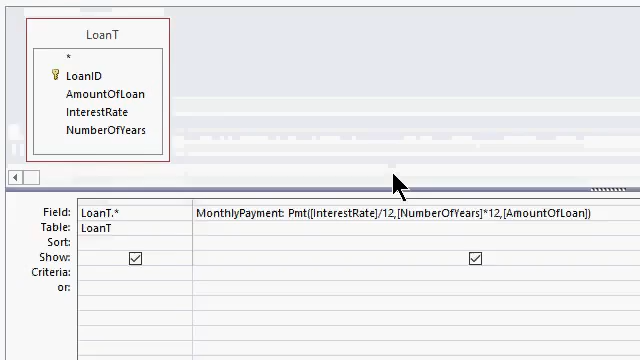 LoanT
*
LoanID
AmountOfLoan
InterestRate
NumberOfYears
Field: LoanT.* MonthlyPayment: Pmt([InterestRate]/12,[NumberOfYears]*12,[AmountOfLoan])
Table: LoanT
Sort:
Show:
Criteria:
or: